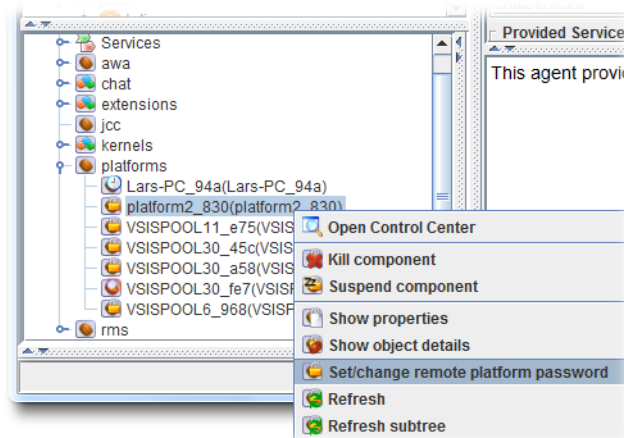 Services
awa
chat
extensions
jcc
kernels
platforms
Lars-PC_94a(Lars-PC_94a)
platform2_830(platform2_830)
VSISPOOL11_e75(VSIS
VSISPOOL30_45c(VSIS
VSISPOOL30_a58(VSIS
VSISPOOL30_fe7(VSISP
VSISPOOL6_968(VSISF
rms
Provided Service
This agent provi
Open Control Center
Kill component
Suspend component
Show properties
Show object details
Set/change remote platform password
Refresh
Refresh subtree